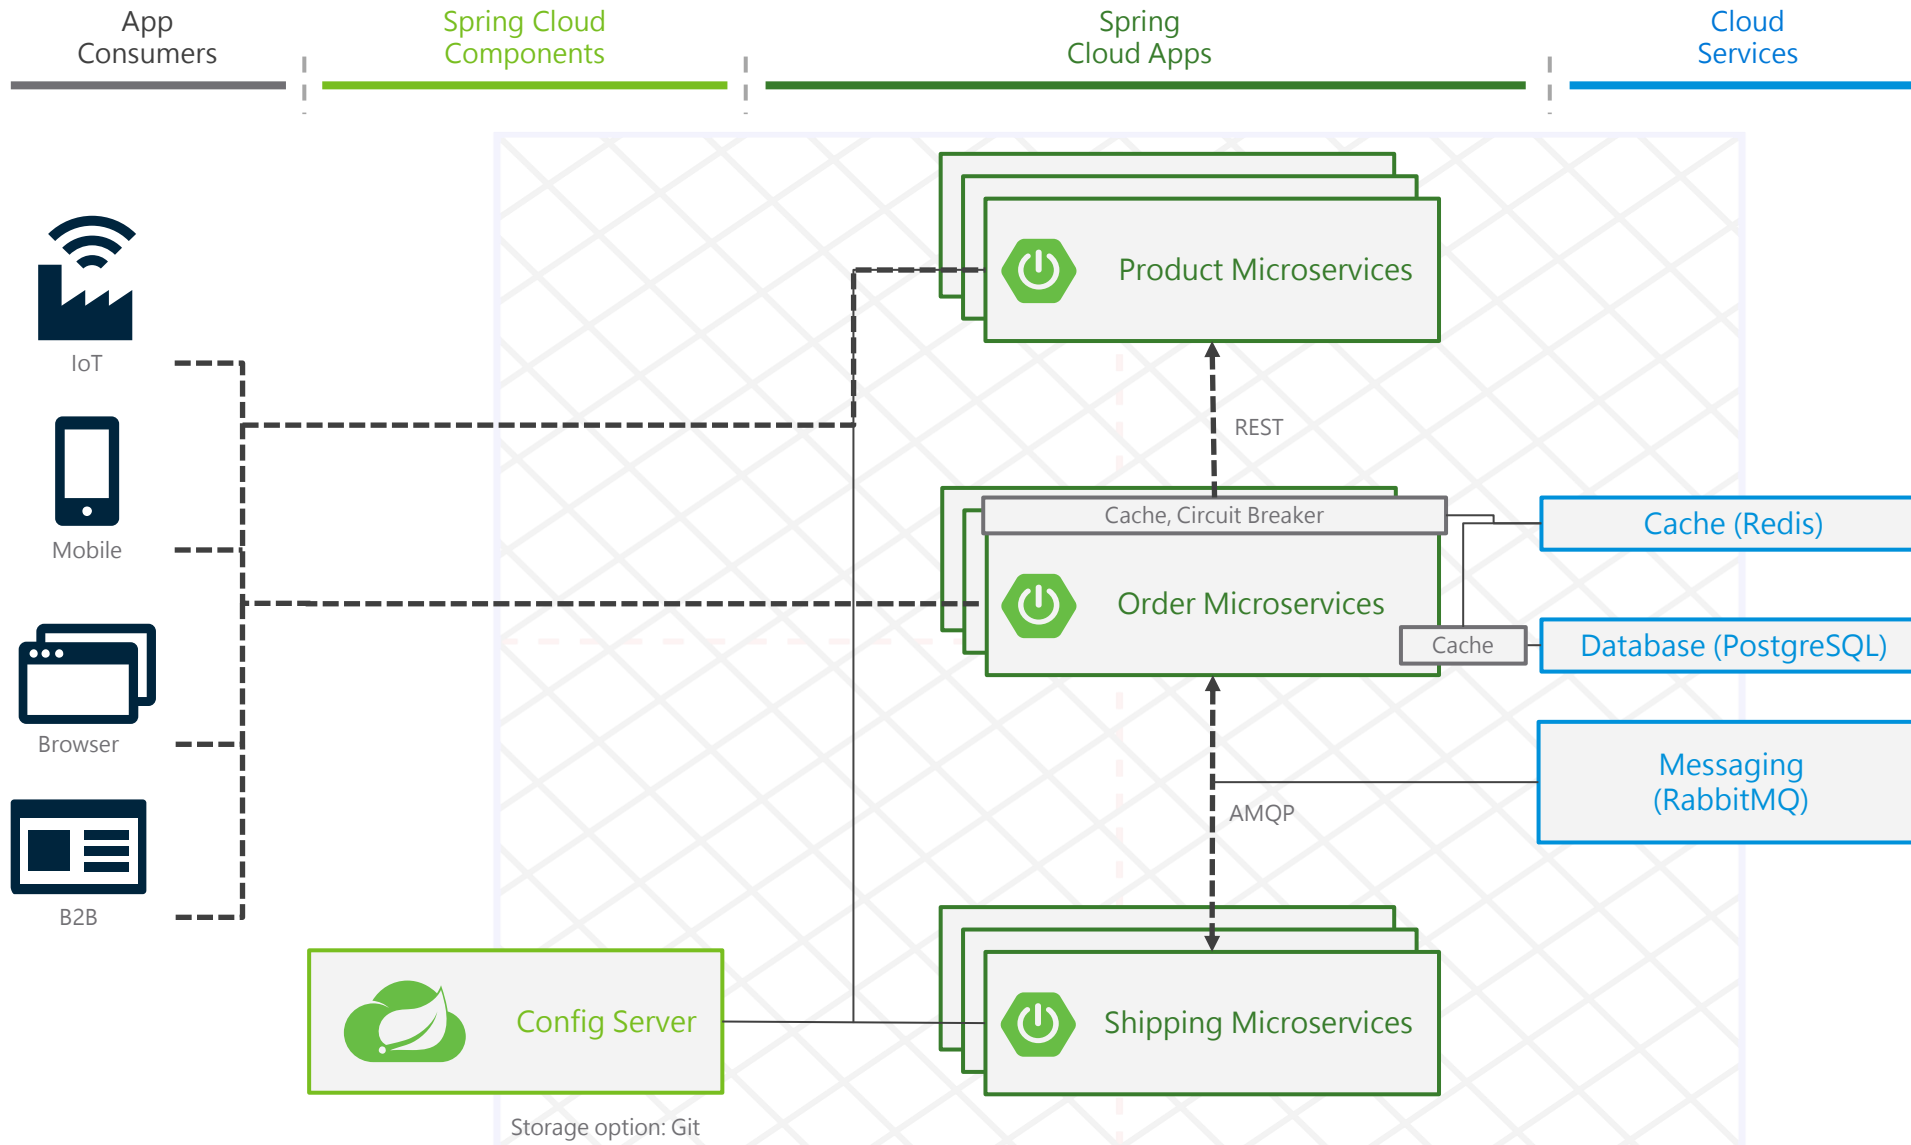 App
Consumers
Spring Cloud
Components
Spring
Cloud Apps
Cloud
Services
IoT
Mobile
Browser
B2B
Product Microservices
REST
Cache, Circuit Breaker
Order Microservices
Cache
Cache (Redis)
Database (PostgreSQL)
Messaging
(RabbitMQ)
AMQP
Config Server
Shipping Microservices
Storage option: Git